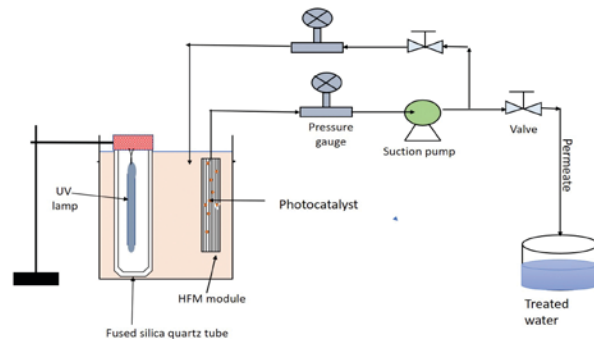 Pressure
gauge
Suction pump
Valve
Permeate
UV
lamp
Photocatalyst
HFM module
Fused silica quartz tube
Treated
water